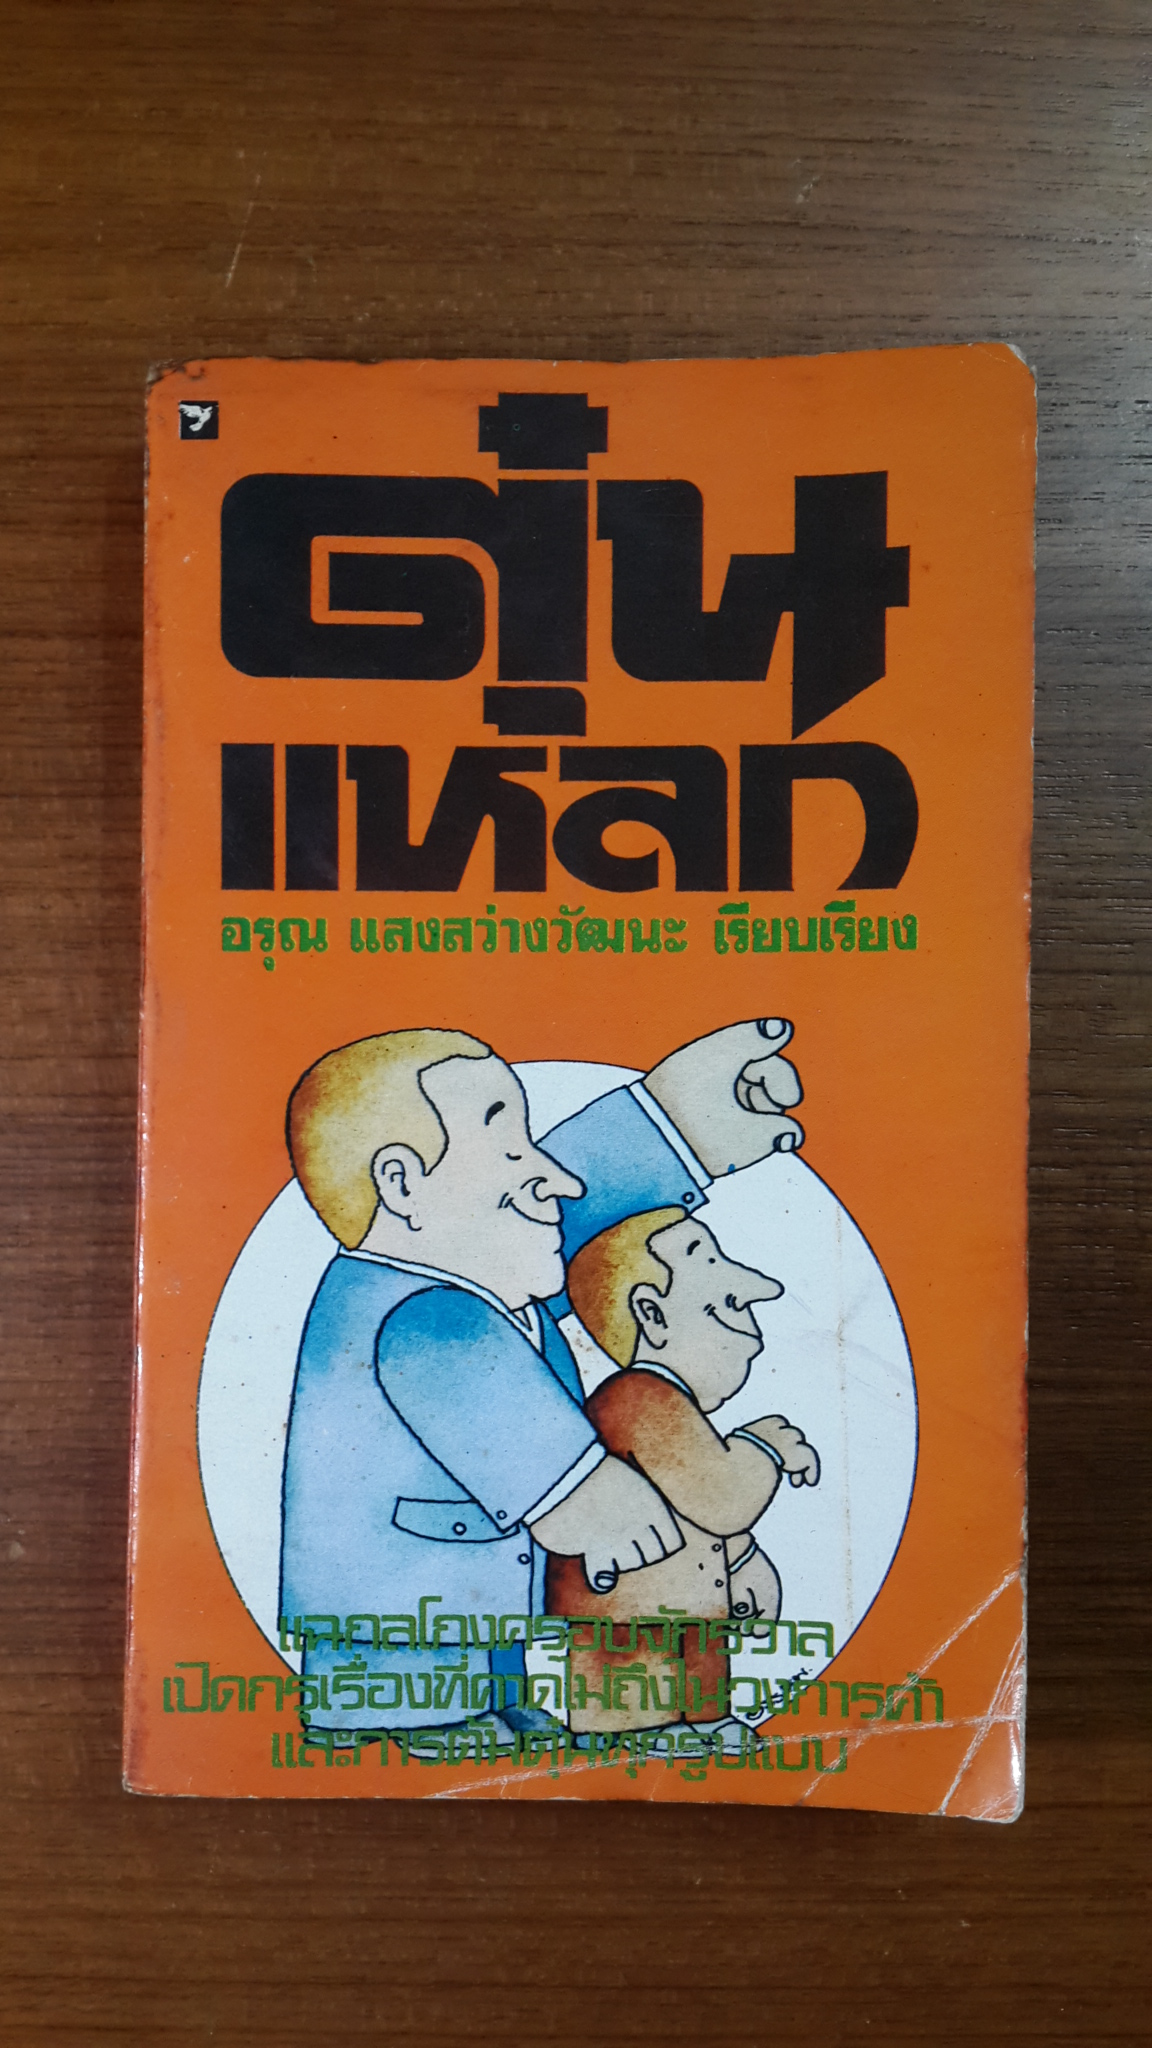 ตุ๋น
แหลก
อรุณ แสงสว่างวัฒนะ เรียบเรียง
แฉกลโกงครอบจักรวาล
เปิดกรุเรื่องที่คาดไม่ถึงในวงการค้า
และการต้มตุ๋นทุกรูปแบบ